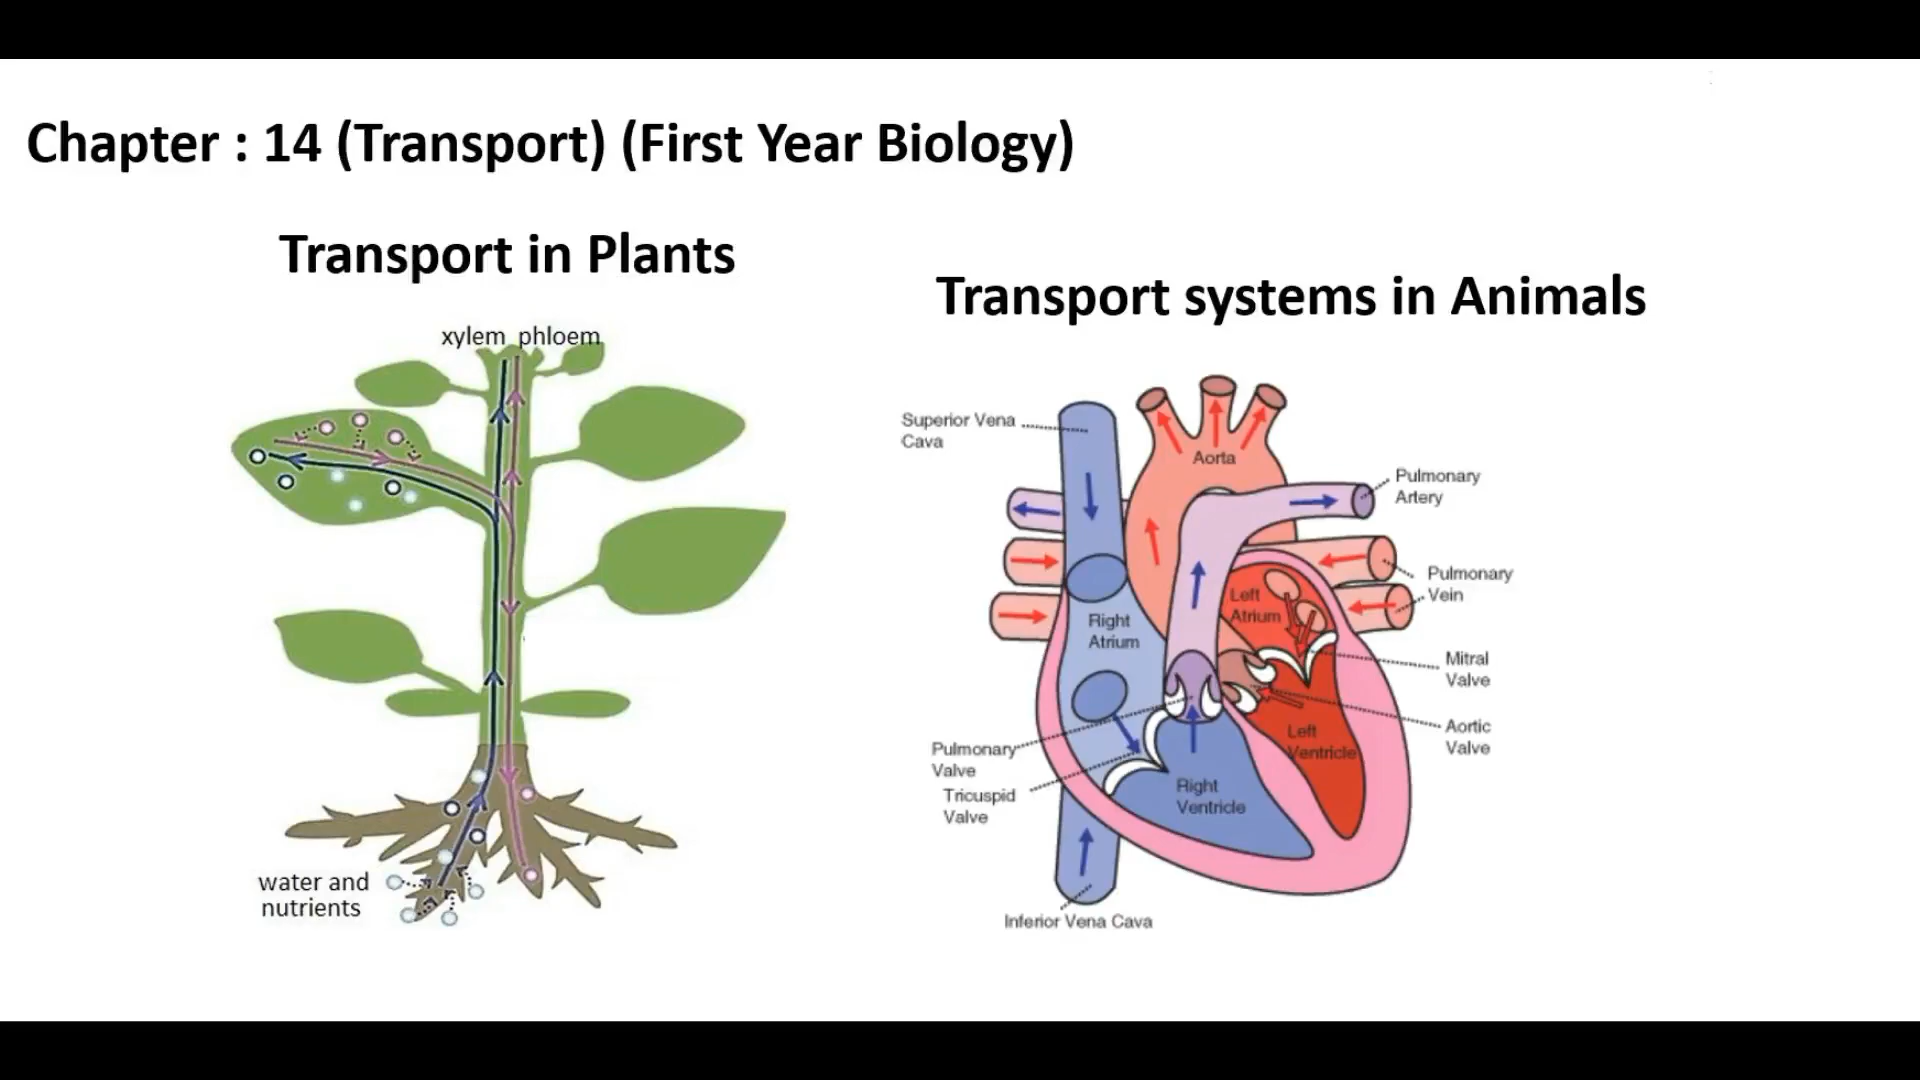 Chapter : 14 (Transport) (First Year Biology)
Transport in Plants
xylem phloem
water and
nutrients
Transport systems in Animals
Superior Vena
Cava
Aorta
Pulmonary
Artery
Pulmonary
Vein
Left
Atrium
Right
Atrium
Mitral
Valve
Aortic
Valve
Left
Ventricle
Pulmonary
Valve
Tricuspid
Valve
Right
Ventricle
Inferior Vena Cava